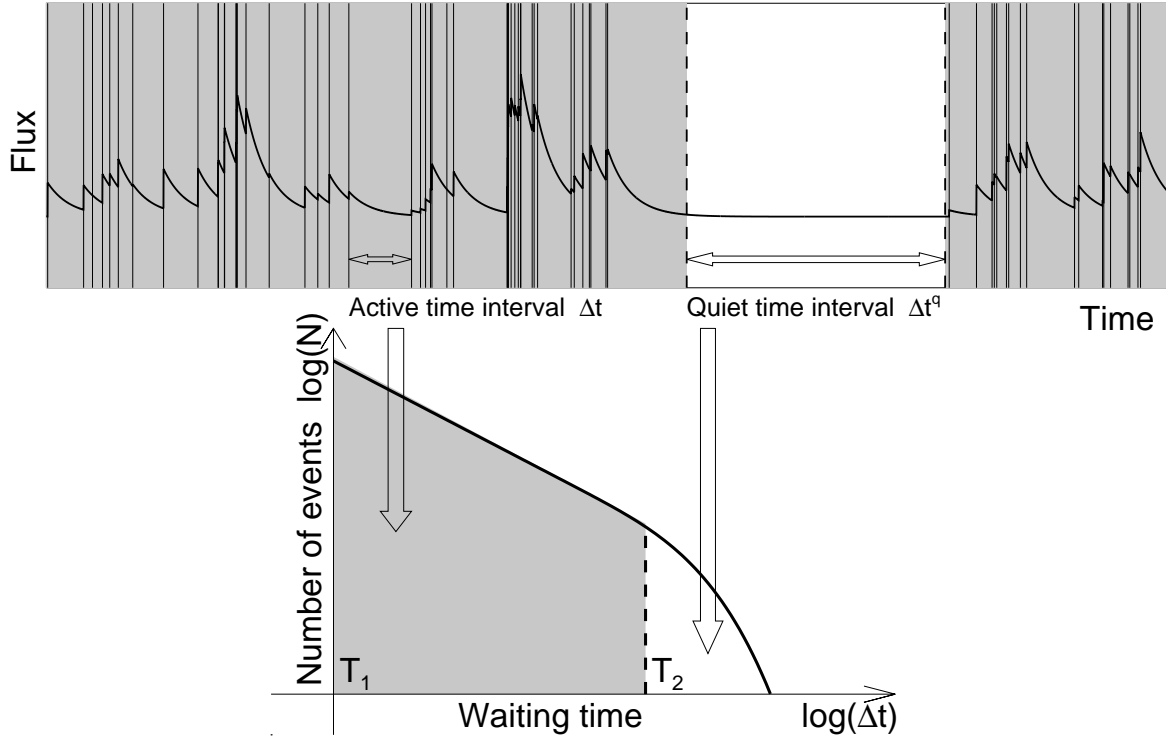 Flux
Active time interval Δt
Quiet time interval Δt^q
Time
Number of events log(N)
T₁
T₂
Waiting time
log(Δt)